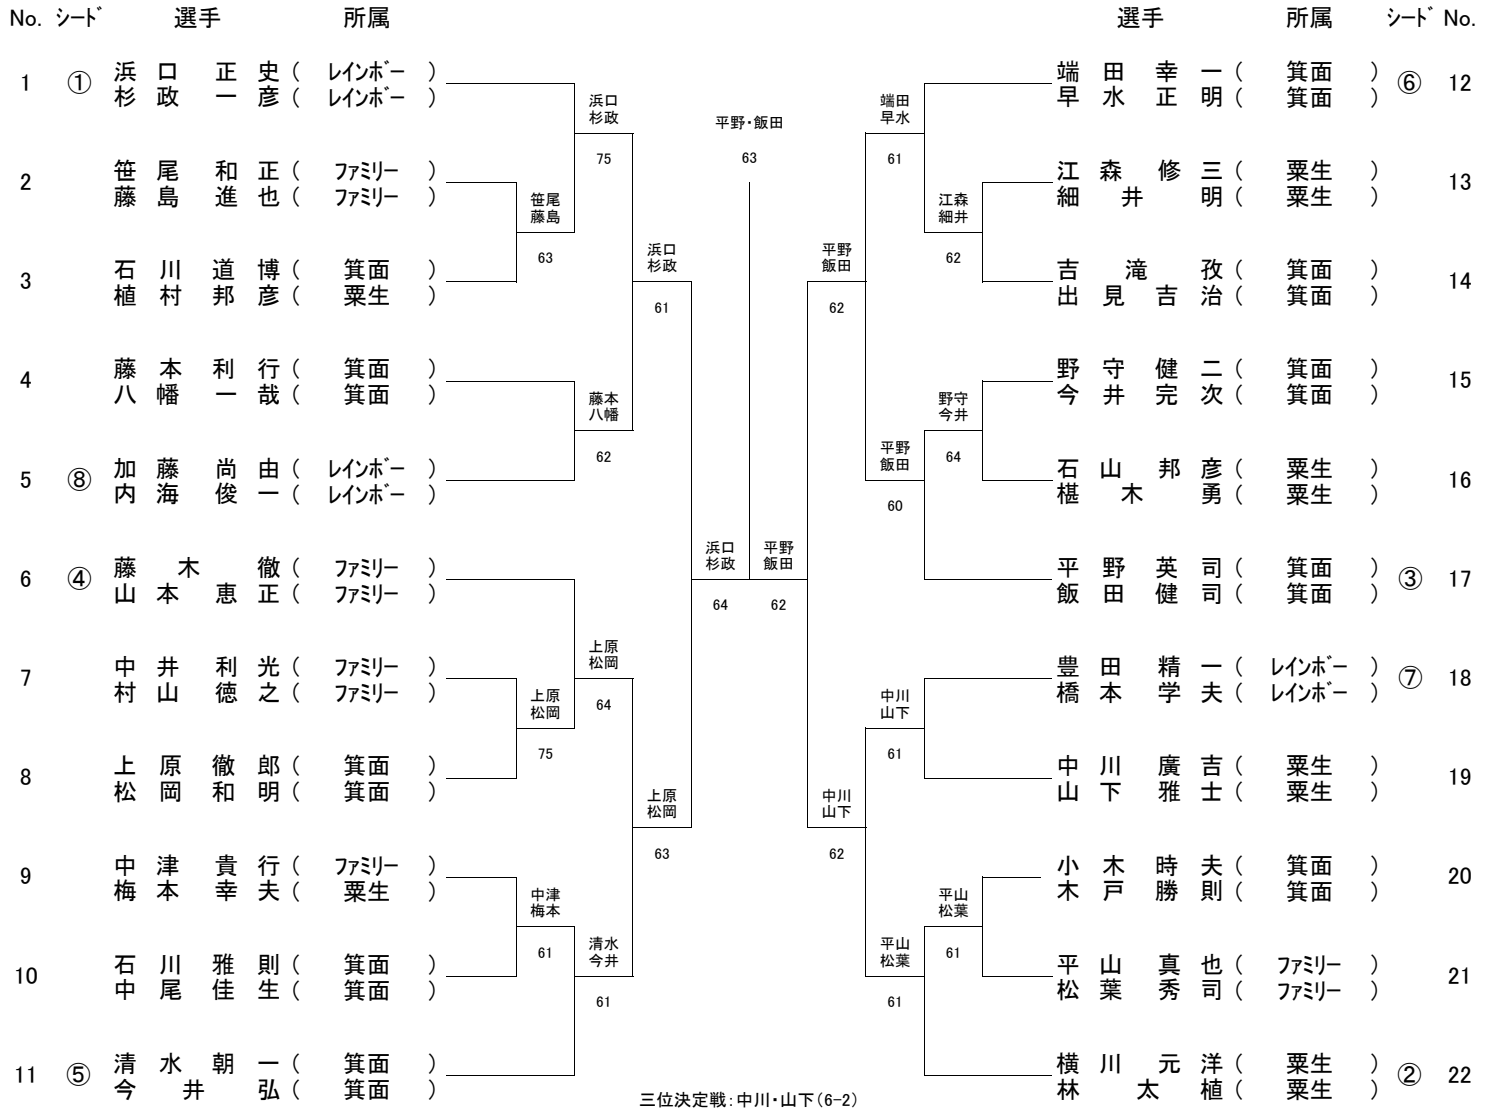 No. シード 選手 所属
選手 所属 シード No.
1 ① 浜口 正史 ( レインボー )
杉政 一彦 ( レインボー )
2 笹尾 和正 ( ファミリー )
藤島 進也 ( ファミリー )
3 石川 道博 ( 箕面 )
植村 邦彦 ( 粟生 )
4 藤本 利行 ( 箕面 )
八幡 一哉 ( 箕面 )
5 ⑧ 加藤 尚由 ( レインボー )
内海 俊一 ( レインボー )
6 ④ 藤木 徹 ( ファミリー )
山本 恵正 ( ファミリー )
7 中井 利光 ( ファミリー )
村山 徳之 ( ファミリー )
8 上原 徹郎 ( 箕面 )
松岡 和明 ( 箕面 )
9 中津 貴行 ( ファミリー )
梅本 幸夫 ( 粟生 )
10 石川 雅則 ( 箕面 )
中尾 佳生 ( 箕面 )
11 ⑤ 清水 朝一 ( 箕面 )
今井 弘 ( 箕面 )
笹尾
藤島
63
上原
松岡
75
中津
梅本
61
浜口
杉政
75
藤本
八幡
62
上原
松岡
64
清水
今井
61
浜口
杉政
61
上原
松岡
63
浜口
杉政
64
平野・飯田
63
平野
飯田
62
平野
飯田
62
中川
山下
62
端田
早水
61
平野
飯田
60
中川
山下
61
平山
松葉
61
江森
細井
62
野守
今井
64
平山
松葉
61
端田 幸一 ( 箕面 ) ⑥ 12
早水 正明 ( 箕面 )
江森 修三 ( 粟生 ) 13
細井 明 ( 粟生 )
吉滝 孜 ( 箕面 ) 14
出見 吉治 ( 箕面 )
野守 健二 ( 箕面 ) 15
今井 完次 ( 箕面 )
石山 邦彦 ( 粟生 ) 16
椹木 勇 ( 粟生 )
平野 英司 ( 箕面 ) ③ 17
飯田 健司 ( 箕面 )
豊田 精一 ( レインボー ) ⑦ 18
橋本 学夫 ( レインボー )
中川 廣吉 ( 粟生 ) 19
山下 雅士 ( 粟生 )
小木 時夫 ( 箕面 ) 20
木戸 勝則 ( 箕面 )
平山 真也 ( ファミリー ) 21
松葉 秀司 ( ファミリー )
横川 元洋 ( 粟生 ) ② 22
林 太植 ( 粟生 )
三位決定戦：中川・山下(6-2)